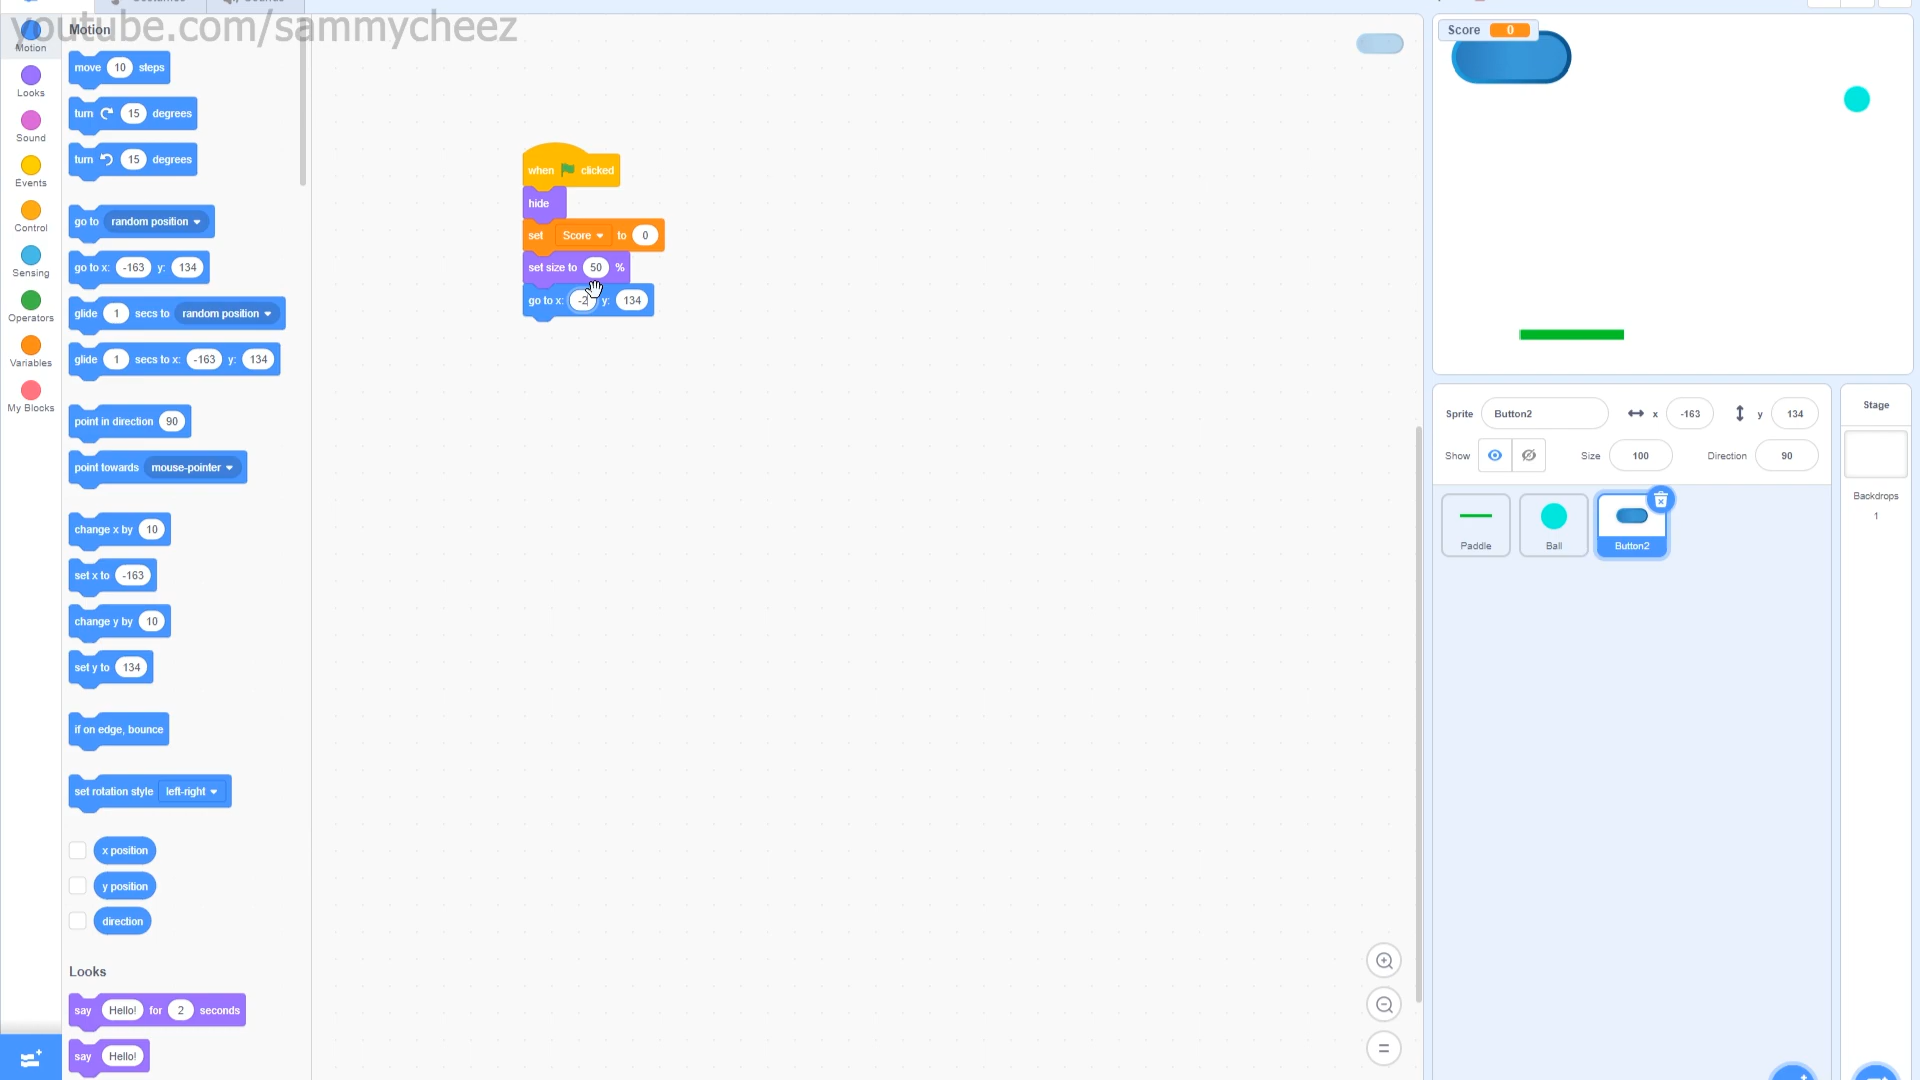 youtube.com/sammycheez
Motion
Looks
Sound
Events
Control
Sensing
Operators
Variables
My Blocks
Motion
move 10 steps
turn 15 degrees
turn 15 degrees
go to random position
go to x: -163 y: 134
glide 1 secs to random position
glide 1 secs to x: -163 y: 134
point in direction 90
point towards mouse-pointer
change x by 10
set x to -163
change y by 10
set y to 134
if on edge, bounce
set rotation style left-right
x position
y position
direction
Looks
say Hello! for 2 seconds
say Hello!
when clicked
hide
set Score to 0
set size to 50 %
go to x: -2 y: 134
Score 0
Sprite Button2 x -163 y 134
Show Size 100 Direction 90
Paddle
Ball
Button2
Stage
Backdrops
1